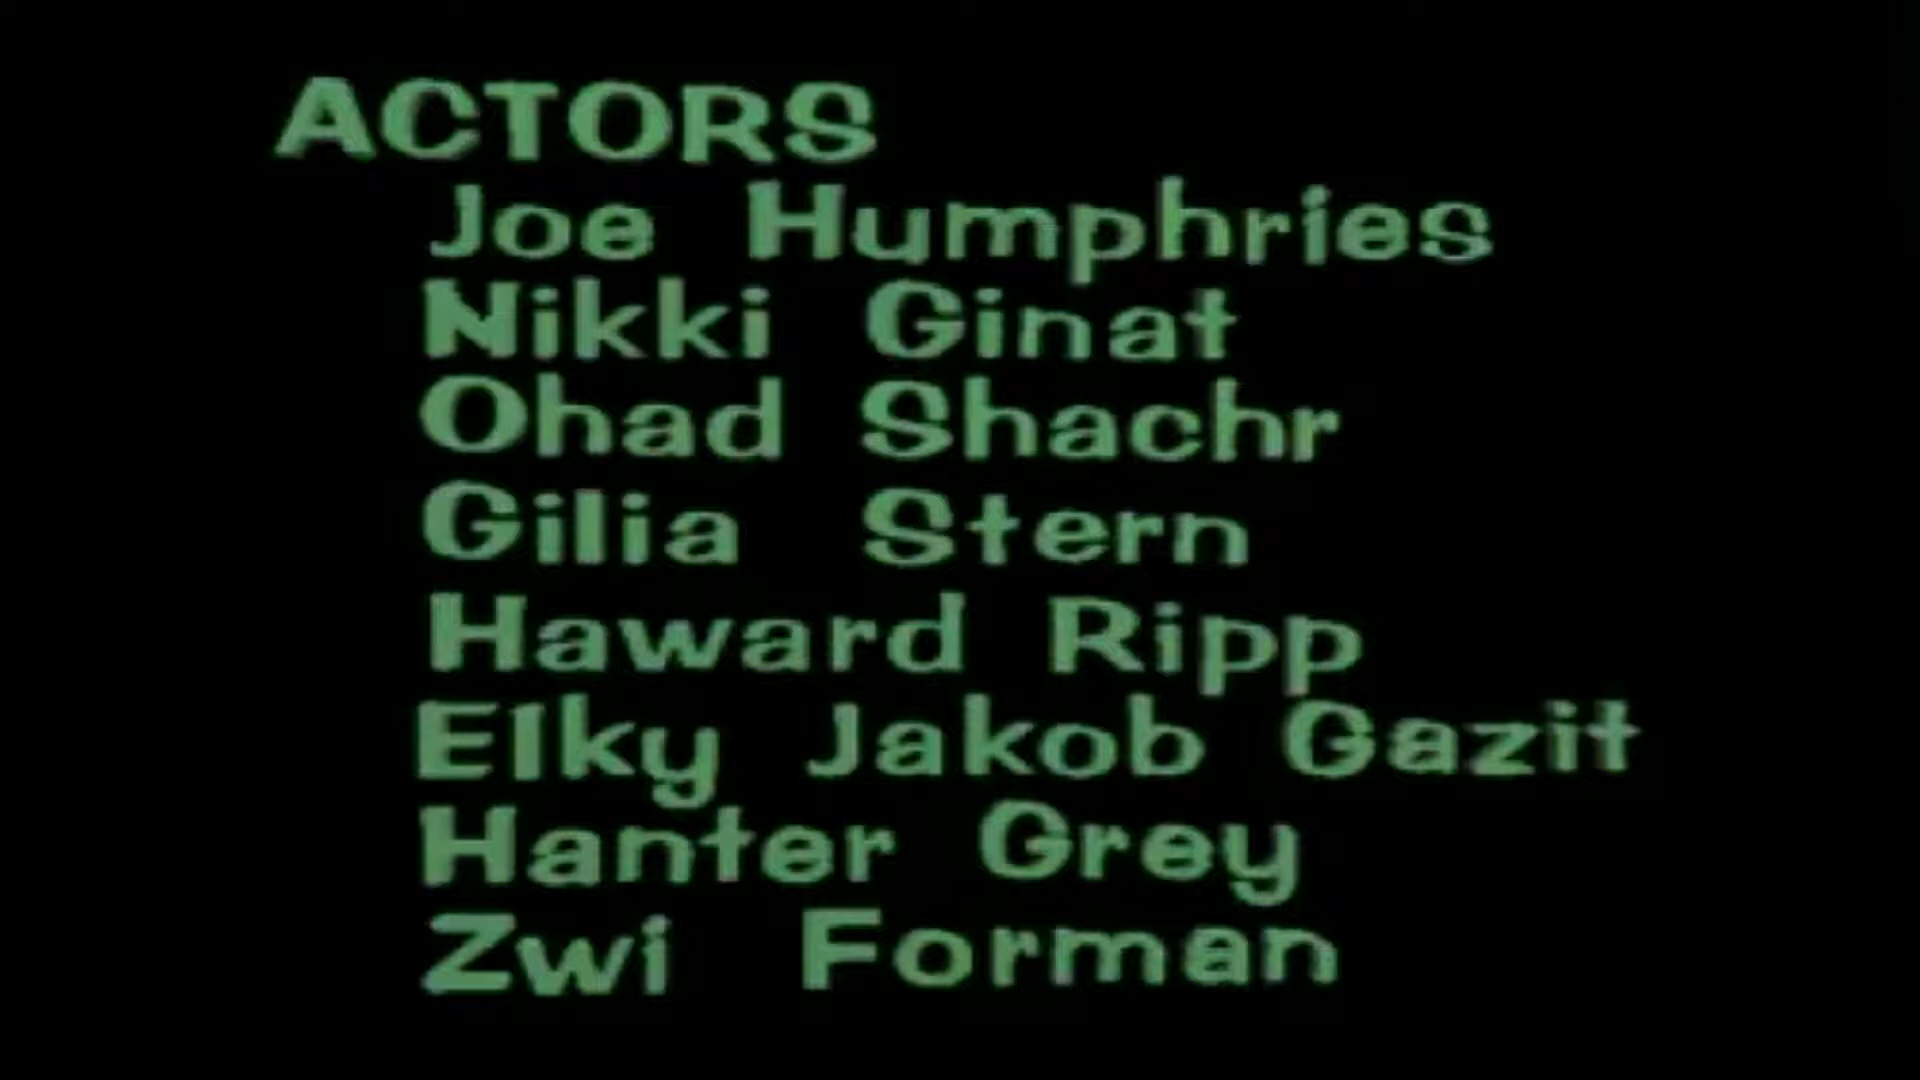 ACTORS
Joe Humphries
Nikki Ginat
Ohad Shachr
Gilia Stern
Haward Ripp
Elky Jakob Gazit
Hanter Grey
Zwi Forman